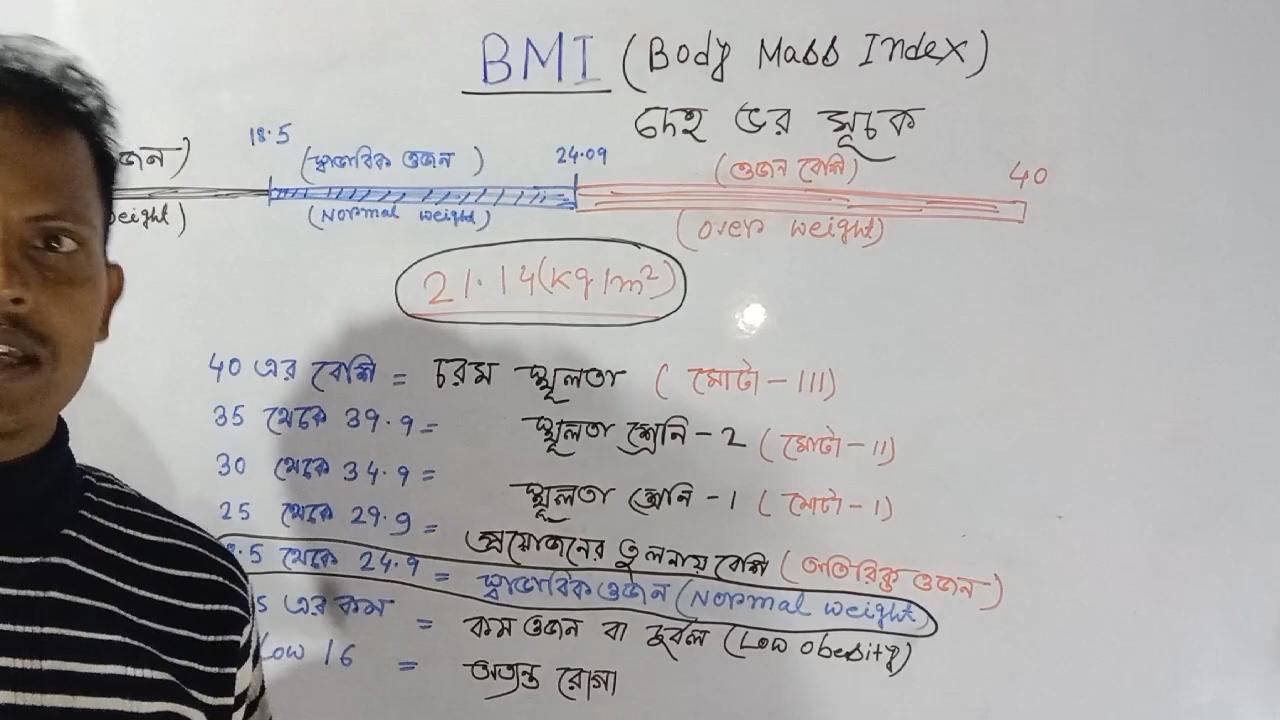 BMI (Body Mass Index)
দেহ ভর সূচক
18.5 (স্বাভাবিক ওজন) 24.09 (ওজন বেশি) 40
(Normal weight) (over weight)
21.14 (kg/m²)
40 এর বেশি = চরম স্থূলতা (মোটা - III)
35 থেকে 39.9 = স্থূলতা শ্রেনি - 2 (মোটা - II)
30 থেকে 34.9 = স্থূলতা শ্রেনি - 1 (মোটা - I)
25 থেকে 29.9 = প্রয়োজনের তুলনায় বেশি (অতিরিক্ত ওজন)
8.5 থেকে 24.9 = স্বাভাবিক ওজন (Normal weight)
5 এর কম = কম ওজন বা দুর্বল (Low obesity)
Low 16 = অত্যন্ত রোগা